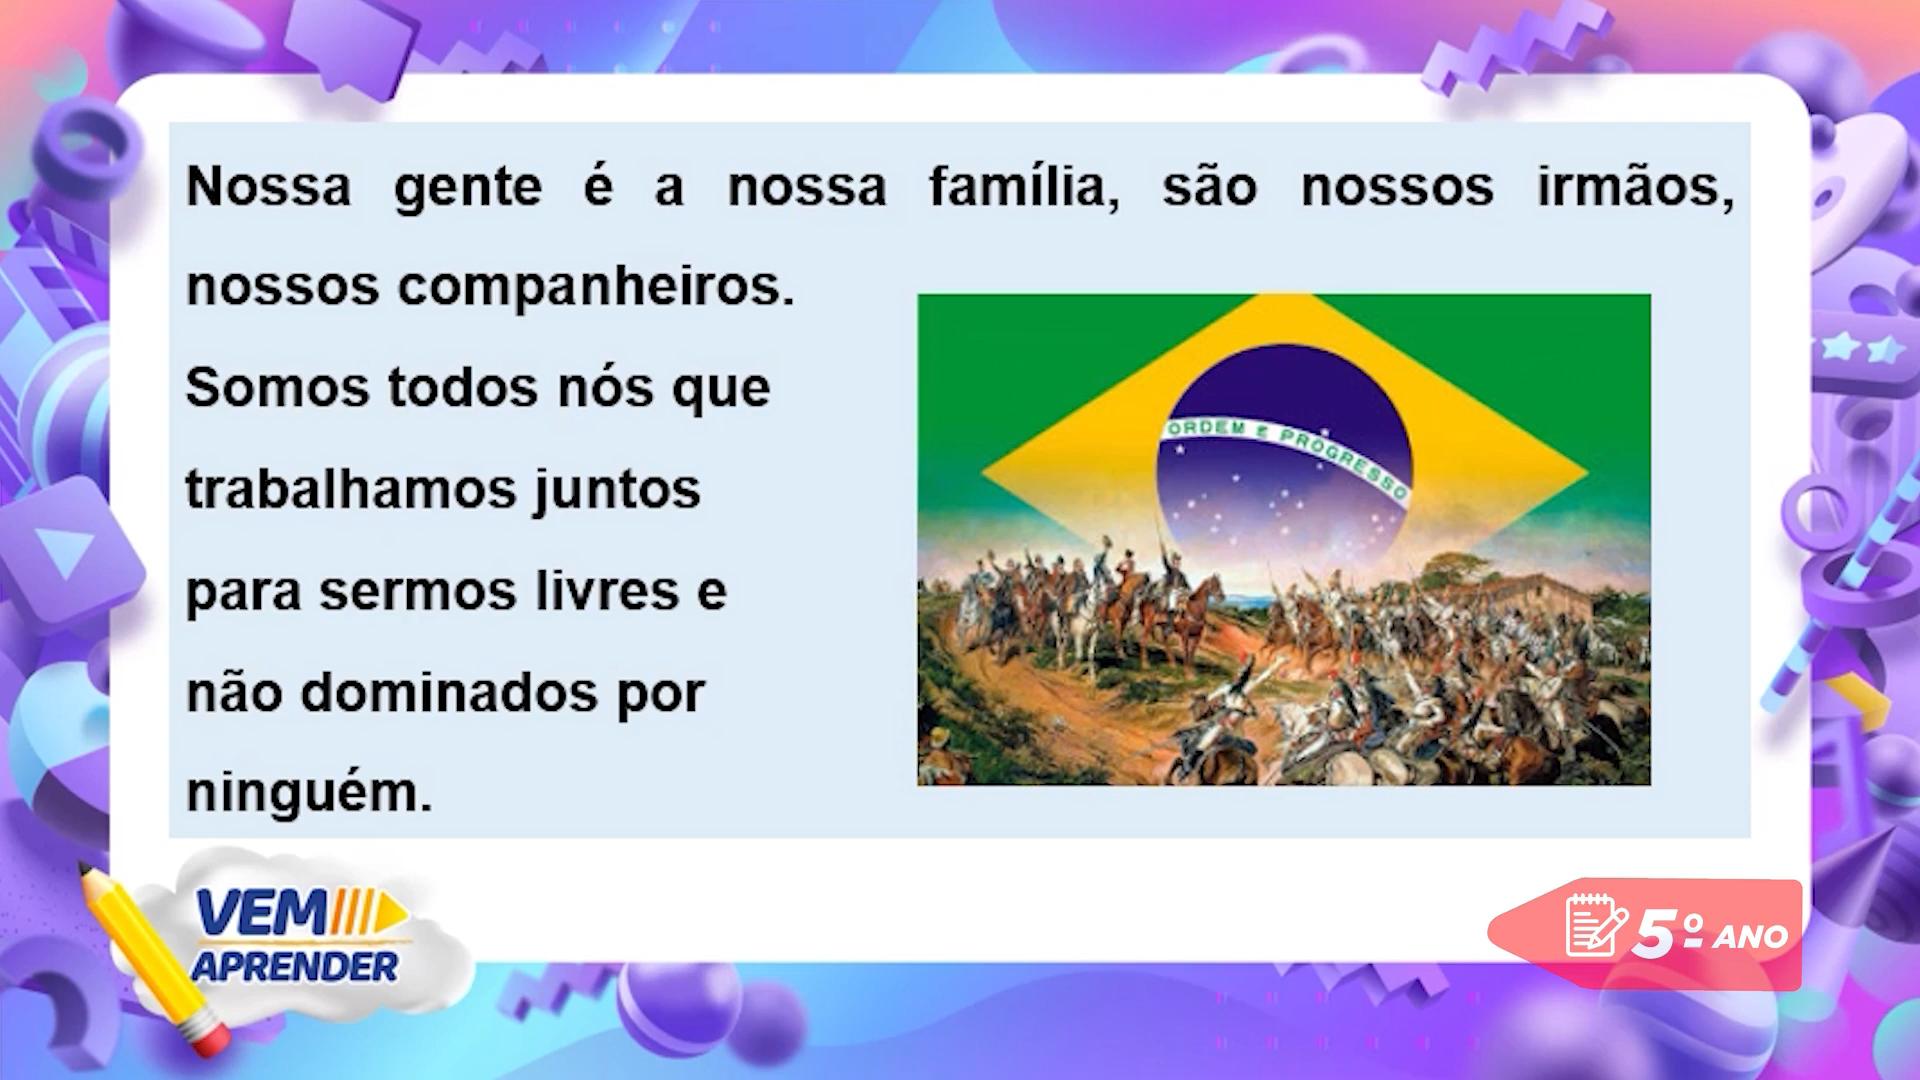 Nossa gente é a nossa família, são nossos irmãos,
nossos companheiros.
Somos todos nós que
trabalhamos juntos
para sermos livres e
não dominados por
ninguém.
ORDEM E PROGRESSO
VEM
APRENDER
5º ANO